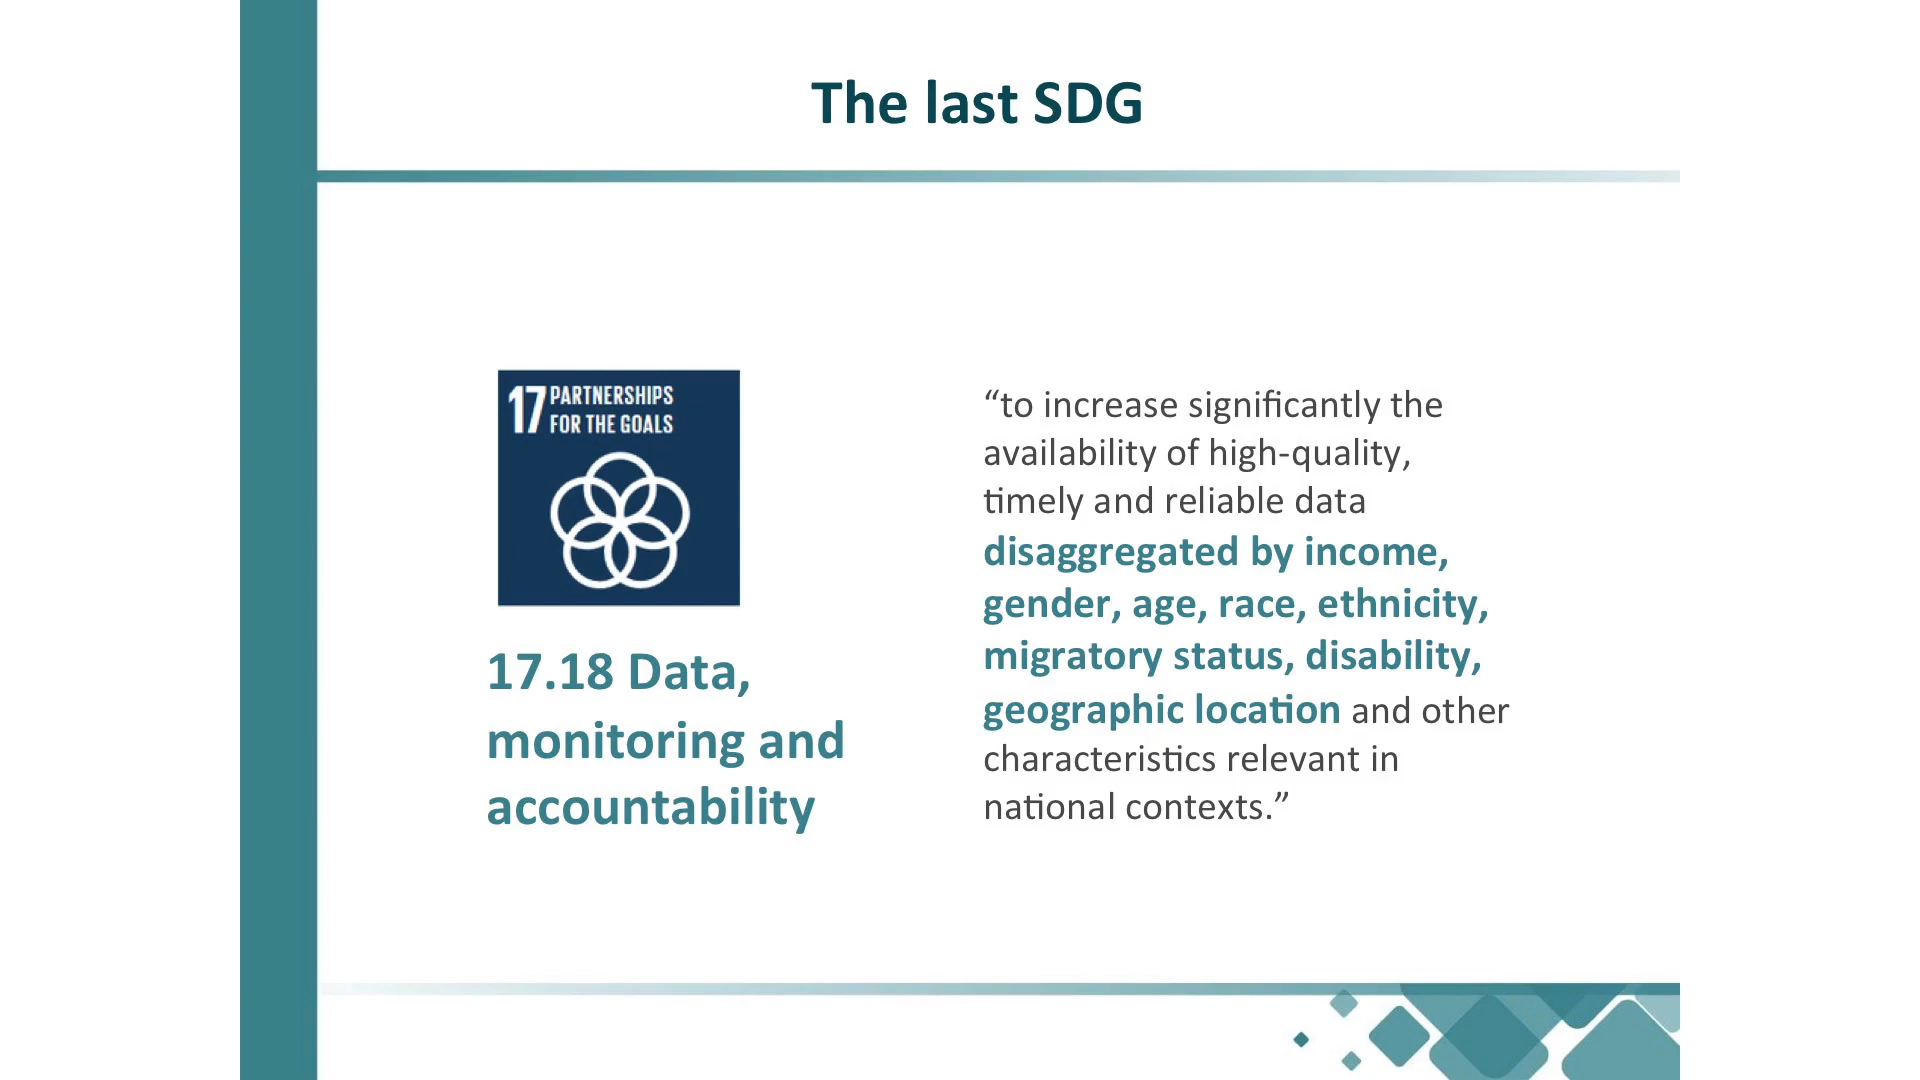 The last SDG
17 PARTNERSHIPS
FOR THE GOALS
17.18 Data,
monitoring and
accountability
“to increase significantly the
availability of high-quality,
timely and reliable data
disaggregated by income,
gender, age, race, ethnicity,
migratory status, disability,
geographic location and other
characteristics relevant in
national contexts.”